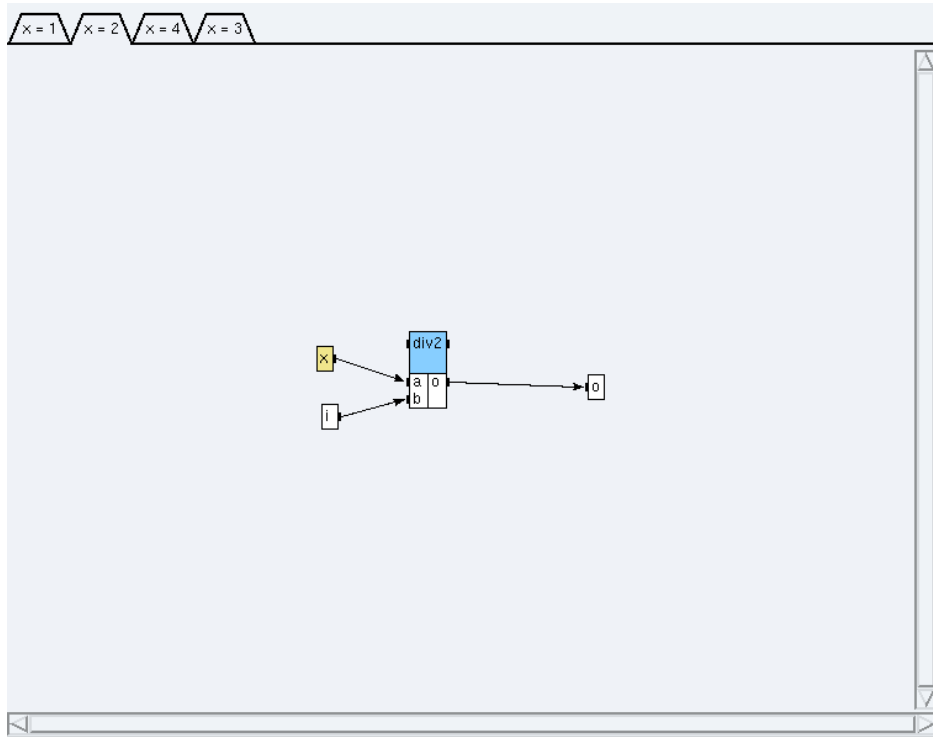 x = 1
x = 2
x = 4
x = 3
div2
x
a o
b
i
o